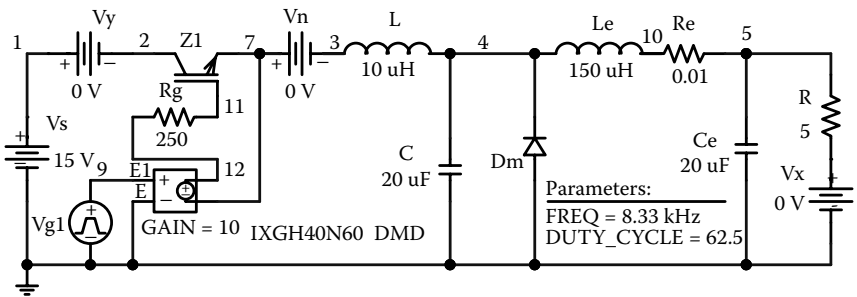 Vy
Vn
L
Le
Re
1
2
Z1
7
3
4
10
5
+
−
+
−
0 V
0 V
10 uH
150 uH
0.01
Rg
11
250
R
5
Vs
+
−
15 V
9
E1
12
E
+
−
+
±
−
C
20 uF
Dm
Ce
20 uF
Vx
+
−
0 V
Vg1
+
−
GAIN = 10
IXGH40N60 DMD
Parameters:
FREQ = 8.33 kHz
DUTY_CYCLE = 62.5